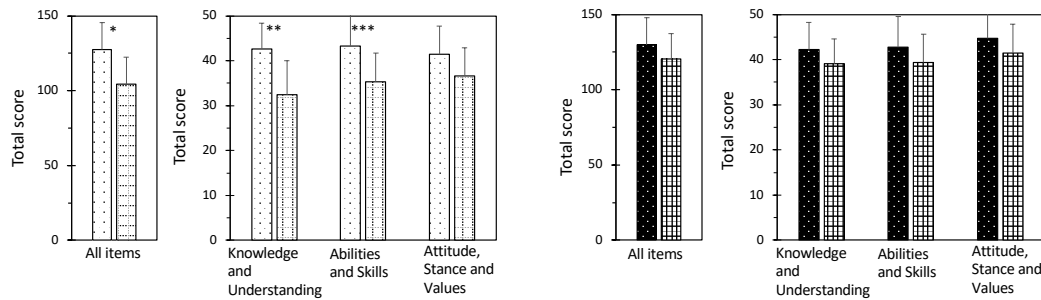 Total score
150
100
50
0
*
All items
Total score
50
40
30
20
10
0
**
***
Knowledge
and
Understanding
Abilities
and Skills
Attitude,
Stance and
Values
Total score
150
100
50
0
All items
Total score
50
40
30
20
10
0
Knowledge
and
Understanding
Abilities
and Skills
Attitude,
Stance and
Values